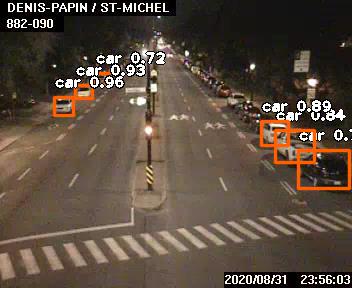 DENIS-PAPIN / ST-MICHEL
882-090
car 0.72
car 0.93
car 0.96
car 0.89
car 0.84
2020/08/31 23:56:03